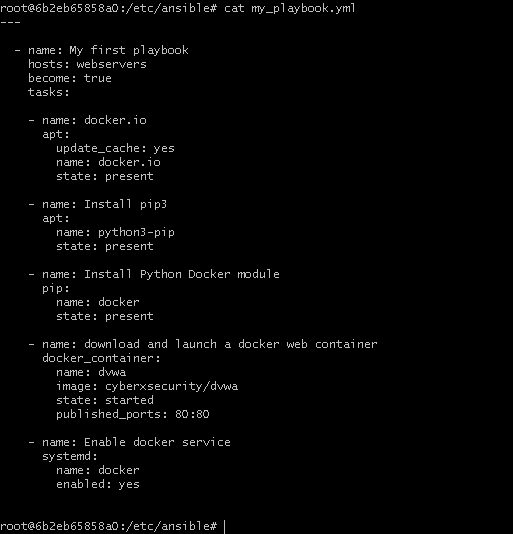 root@6b2eb65858a0:/etc/ansible# cat my_playbook.yml
---
- name: My first playbook
hosts: webservers
become: true
tasks:
- name: docker.io
apt:
update_cache: yes
name: docker.io
state: present
- name: Install pip3
apt:
name: python3-pip
state: present
- name: Install Python Docker module
pip:
name: docker
state: present
- name: download and launch a docker web container
docker_container:
name: dvwa
image: cyberxsecurity/dvwa
state: started
published_ports: 80:80
- name: Enable docker service
systemd:
name: docker
enabled: yes
root@6b2eb65858a0:/etc/ansible#